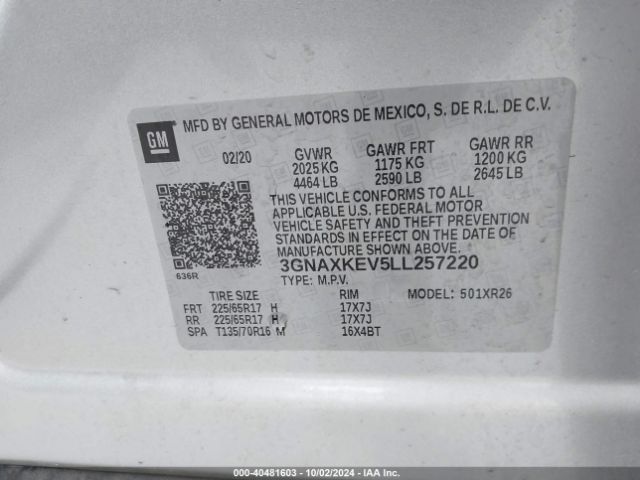 GM
MFD BY GENERAL MOTORS DE MEXICO, S. DE R.L. DE C.V.
02/20 GVWR GAWR FRT GAWR RR
2025 KG 1175 KG 1200 KG
4464 LB 2590 LB 2645 LB
THIS VEHICLE CONFORMS TO ALL
APPLICABLE U.S. FEDERAL MOTOR
VEHICLE SAFETY AND THEFT PREVENTION
STANDARDS IN EFFECT ON THE DATE OF
MANUFACTURE SHOWN ABOVE.
636R 3GNAXKEV5LL257220
TYPE: M.P.V.
TIRE SIZE RIM MODEL: 501XR26
FRT 225/65R17 H 17X7J
RR 225/65R17 H 17X7J
SPA T135/70R16 M 16X4BT
000-40481603 - 10/02/2024 - IAAI.COM